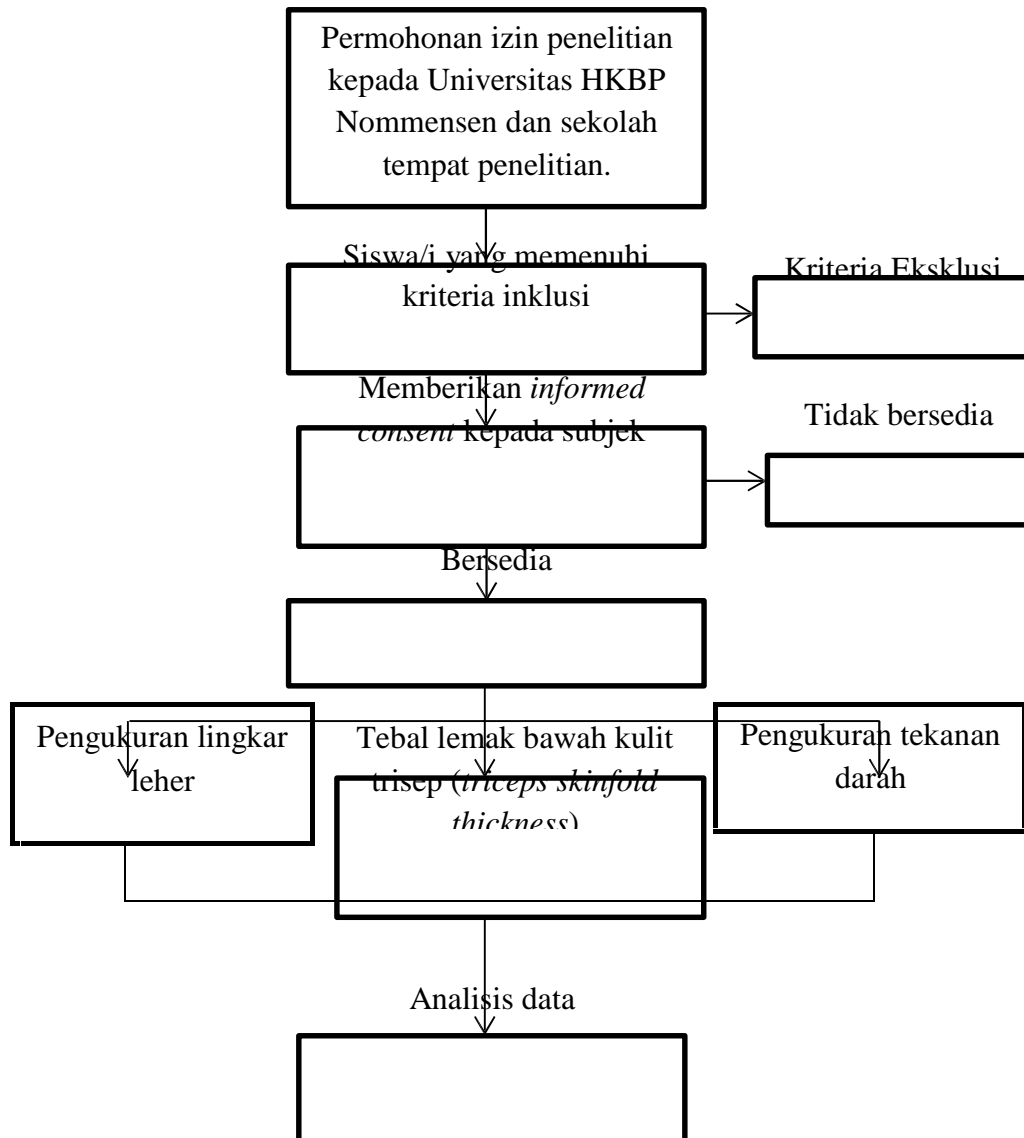 Permohonan izin penelitian
kepada Universitas HKBP
Nommensen dan sekolah
tempat penelitian.
Siswa/i yang memenuhi
kriteria inklusi
Kriteria Eksklusi
Memberikan informed
consent kepada subjek
Tidak bersedia
Bersedia
Pengukuran lingkar
leher
Tebal lemak bawah kulit
trisep (triceps skinfold
thickness)
Pengukuran tekanan
darah
Analisis data